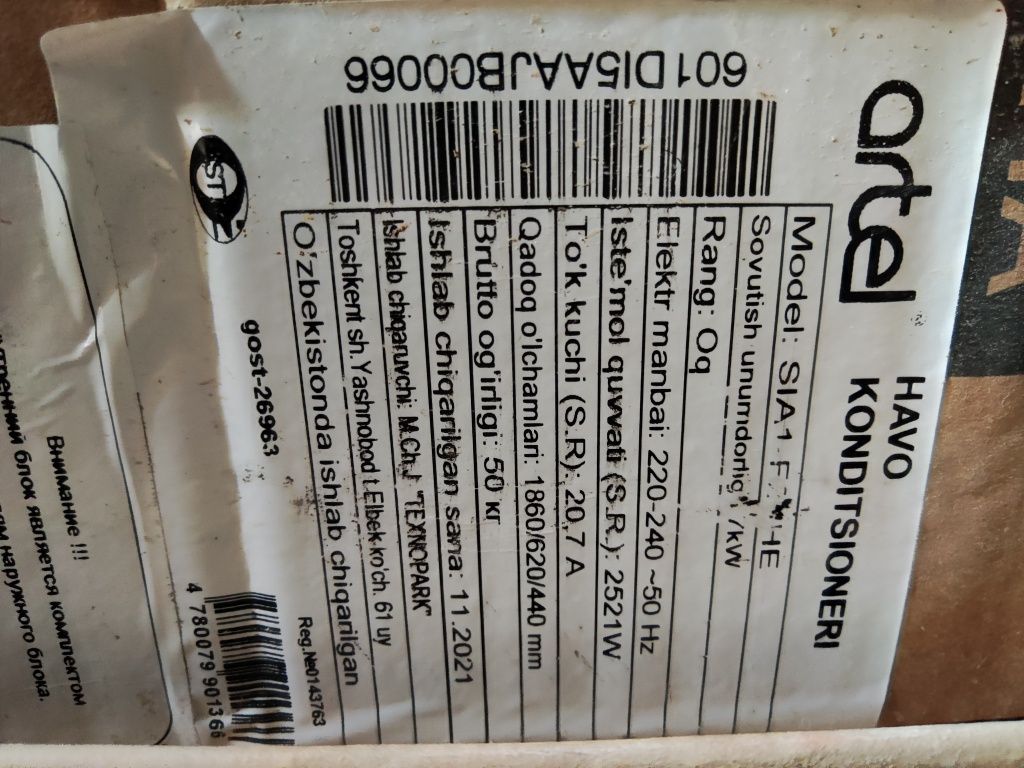 artel
HAVO
KONDITSIONERI
601DI5AAJB00066
Model: SIA1
Sovutish unumdorligi
Rang: Oq
Elektr manbai: 220-240 ~50 Hz
Iste'mol quvvati (S.R.): 2521W
To'k kuchi (S.R): 20,7 A
Qadoq o'lchamlari: 1860/620/440 mm
Brutto og'irligi: 50 кг
Ishlab chiqarilgan sana: 11.2021
Ishlab chiqaruvchi: M.Ch.J "TEXNOPARK"
Toshkent sh.Yashnobod t.Elbek ko'ch. 61 uy
O'zbekistonda ishlab chiqarilgan
ST
gost-26963
Reg.№0143763
4 780079 901366
Внимание !!!
блок является комплектом
наружного блока.